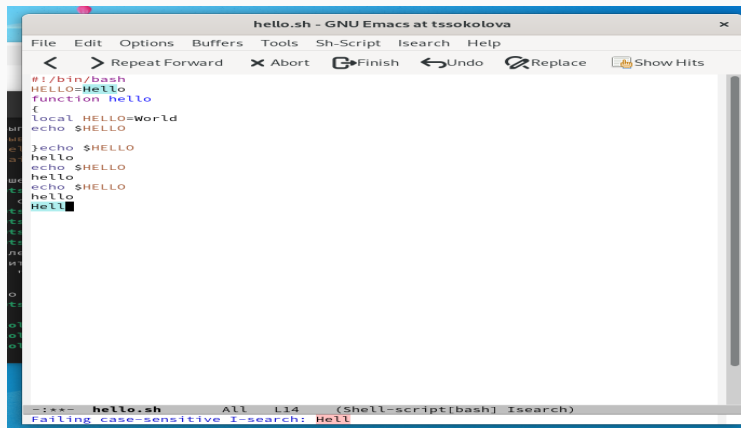 hello.sh - GNU Emacs at tssokolova
File Edit Options Buffers Tools Sh-Script Isearch Help
Repeat Forward Abort Finish Undo Replace Show Hits
#!/bin/bash
HELLO=Hello
function hello
{
local HELLO=World
echo $HELLO
}echo $HELLO
hello
echo $HELLO
hello
echo $HELLO
hello
Hell
-:**- hello.sh All L14 (Shell-script[bash] Isearch)
Failing case-sensitive I-search: Hell